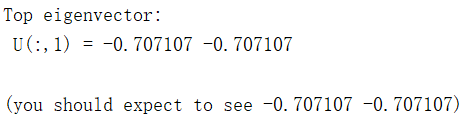 Top eigenvector:
U(:,1) = -0.707107 -0.707107
(you should expect to see -0.707107 -0.707107)